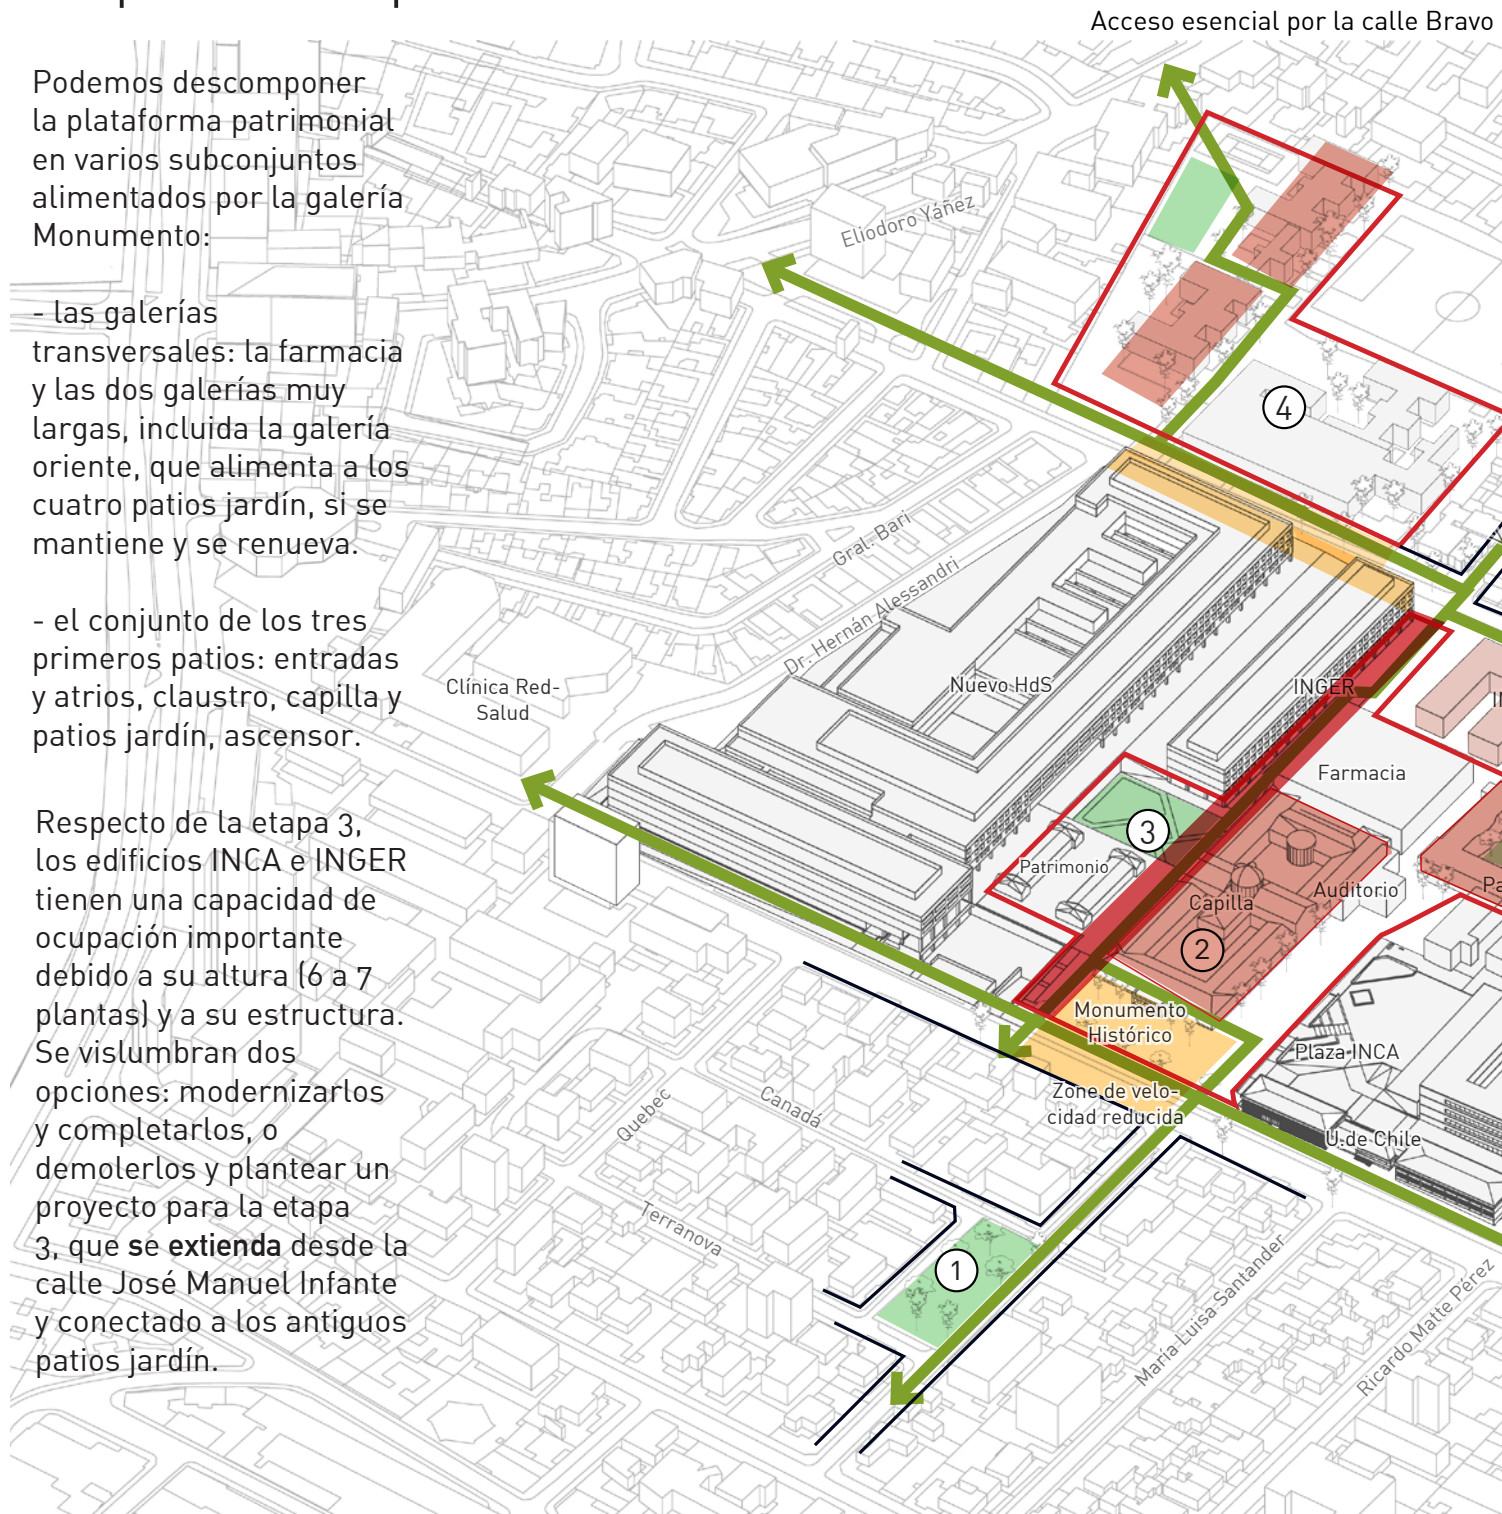 Acceso esencial por la calle Bravo
Podemos descomponer
la plataforma patrimonial
en varios subconjuntos
alimentados por la galería
Monumento:
- las galerías
transversales: la farmacia
y las dos galerías muy
largas, incluida la galería
oriente, que alimenta a los
cuatro patios jardín, si se
mantiene y se renueva.
- el conjunto de los tres
primeros patios: entradas
y atrios, claustro, capilla y
patios jardín, ascensor.
Respecto de la etapa 3,
los edificios INCA e INGER
tienen una capacidad de
ocupación importante
debido a su altura (6 a 7
plantas) y a su estructura.
Se vislumbran dos
opciones: modernizarlos
y completarlos, o
demolerlos y plantear un
proyecto para la etapa
3, que se extienda desde la
calle José Manuel Infante
y conectado a los antiguos
patios jardín.
Eliodoro Yáñez
4
Gral. Bari
Dr. Hernán Alessandri
Clínica Red-
Salud
Nuevo HdS
INGER
Farmacia
3
Patrimonio
Capilla
Auditorio
2
Monumento
Histórico
Plaza INCA
Zone de velo-
cidad reducida
U.de Chile
Quebec
Canadá
Terranova
1
María Luisa Santander
Ricardo Matte Pérez